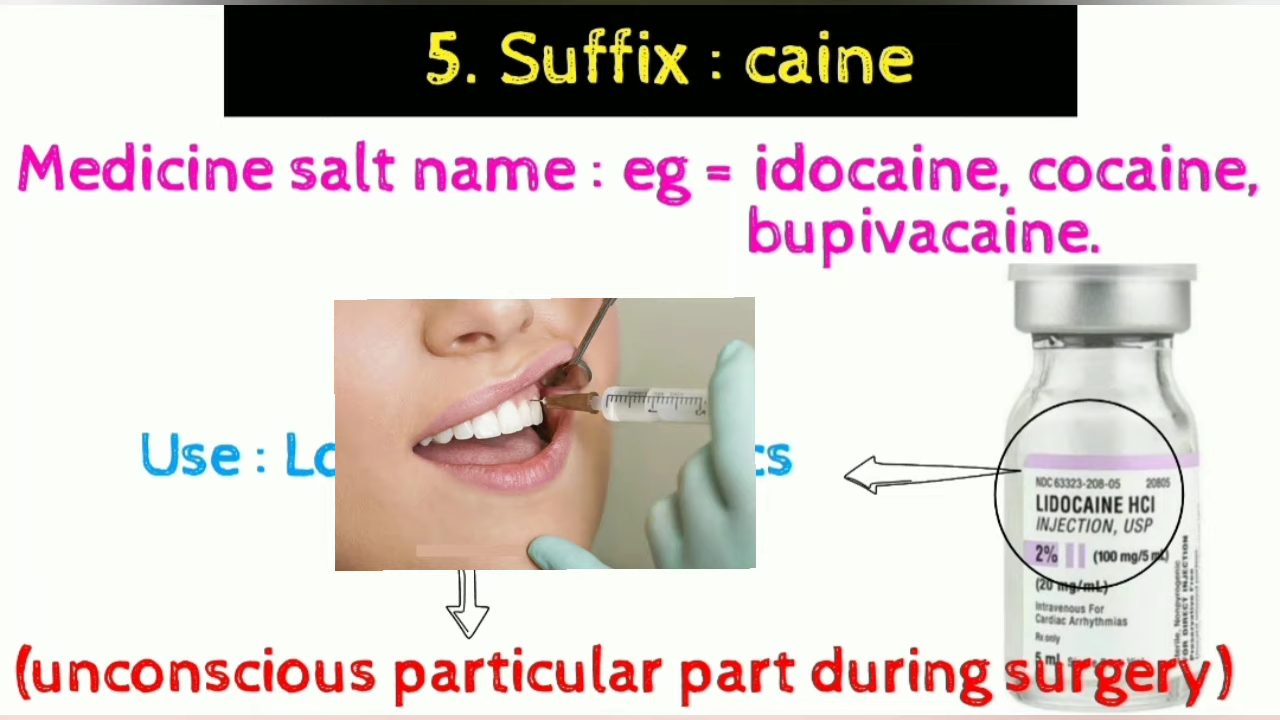 5. Suffix : caine
Medicine salt name : eg = idocaine, cocaine,
bupivacaine.
Use :
NDC 63323-208-05 20805
LIDOCAINE HCl
INJECTION, USP
2% (100 mg/5 mL)
(20 mg/mL)
Intravenous For
Cardiac Arrhythmias
Rx only
5 mL
(unconscious particular part during surgery)